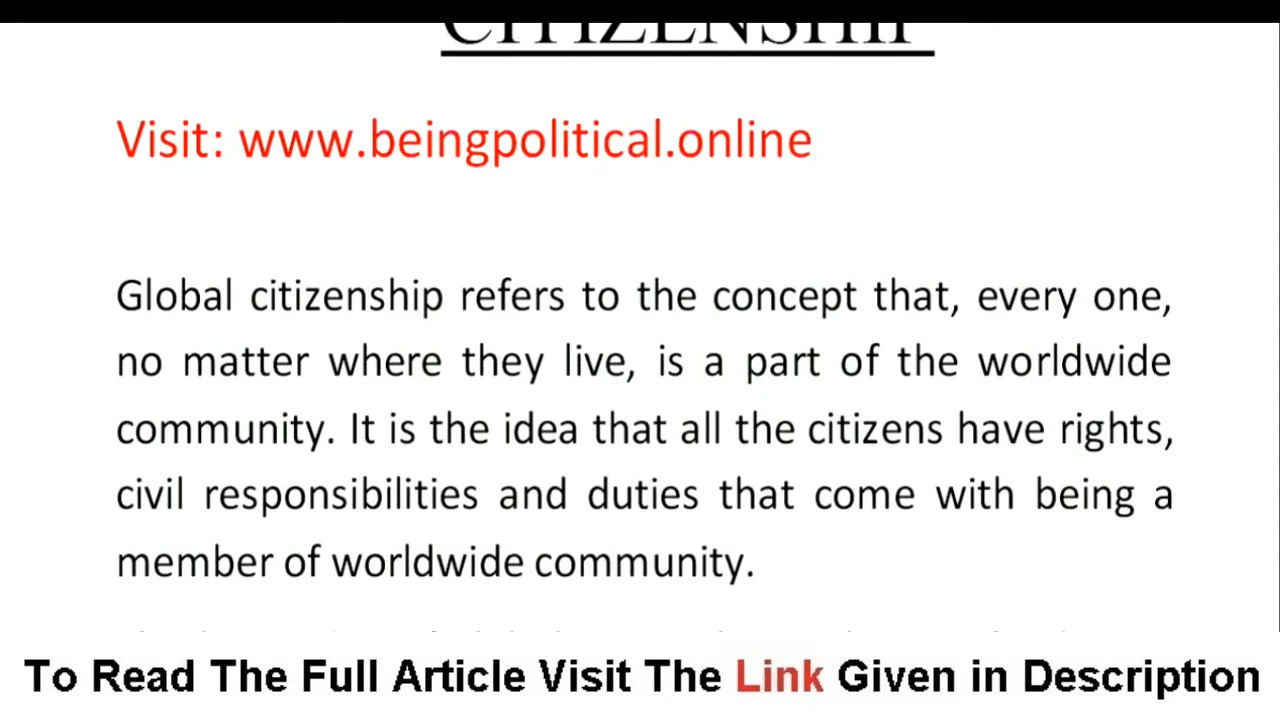 CITIZENSHIP
Visit: www.beingpolitical.online
Global citizenship refers to the concept that, every one,
no matter where they live, is a part of the worldwide
community. It is the idea that all the citizens have rights,
civil responsibilities and duties that come with being a
member of worldwide community.
To Read The Full Article Visit The Link Given in Description